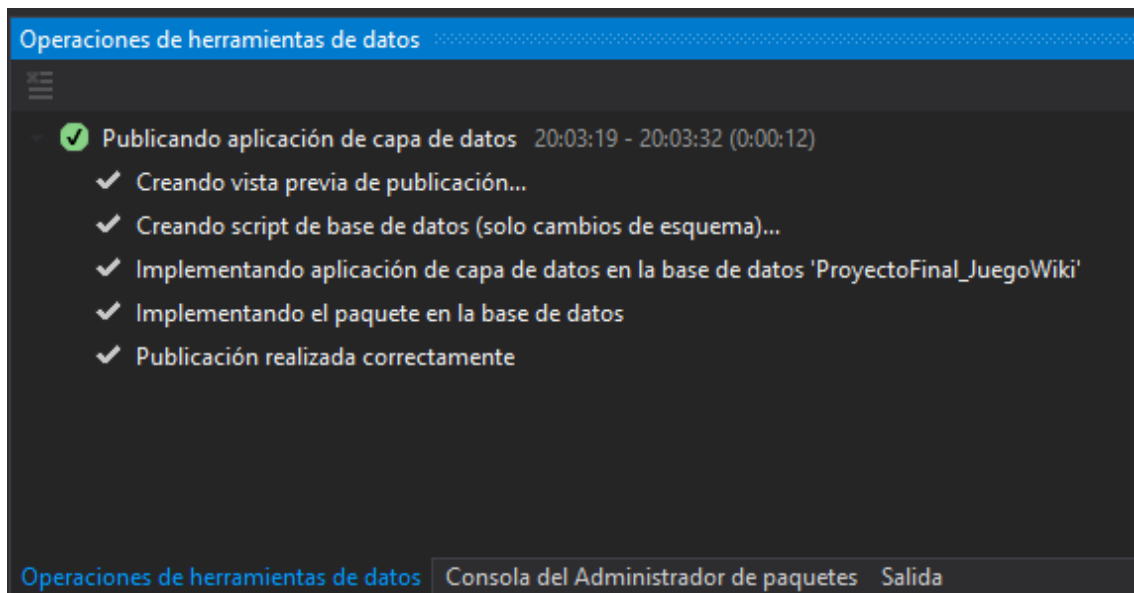 Operaciones de herramientas de datos
Publicando aplicación de capa de datos 20:03:19 - 20:03:32 (0:00:12)
Creando vista previa de publicación...
Creando script de base de datos (solo cambios de esquema)...
Implementando aplicación de capa de datos en la base de datos 'ProyectoFinal_JuegoWiki'
Implementando el paquete en la base de datos
Publicación realizada correctamente
Operaciones de herramientas de datos Consola del Administrador de paquetes Salida